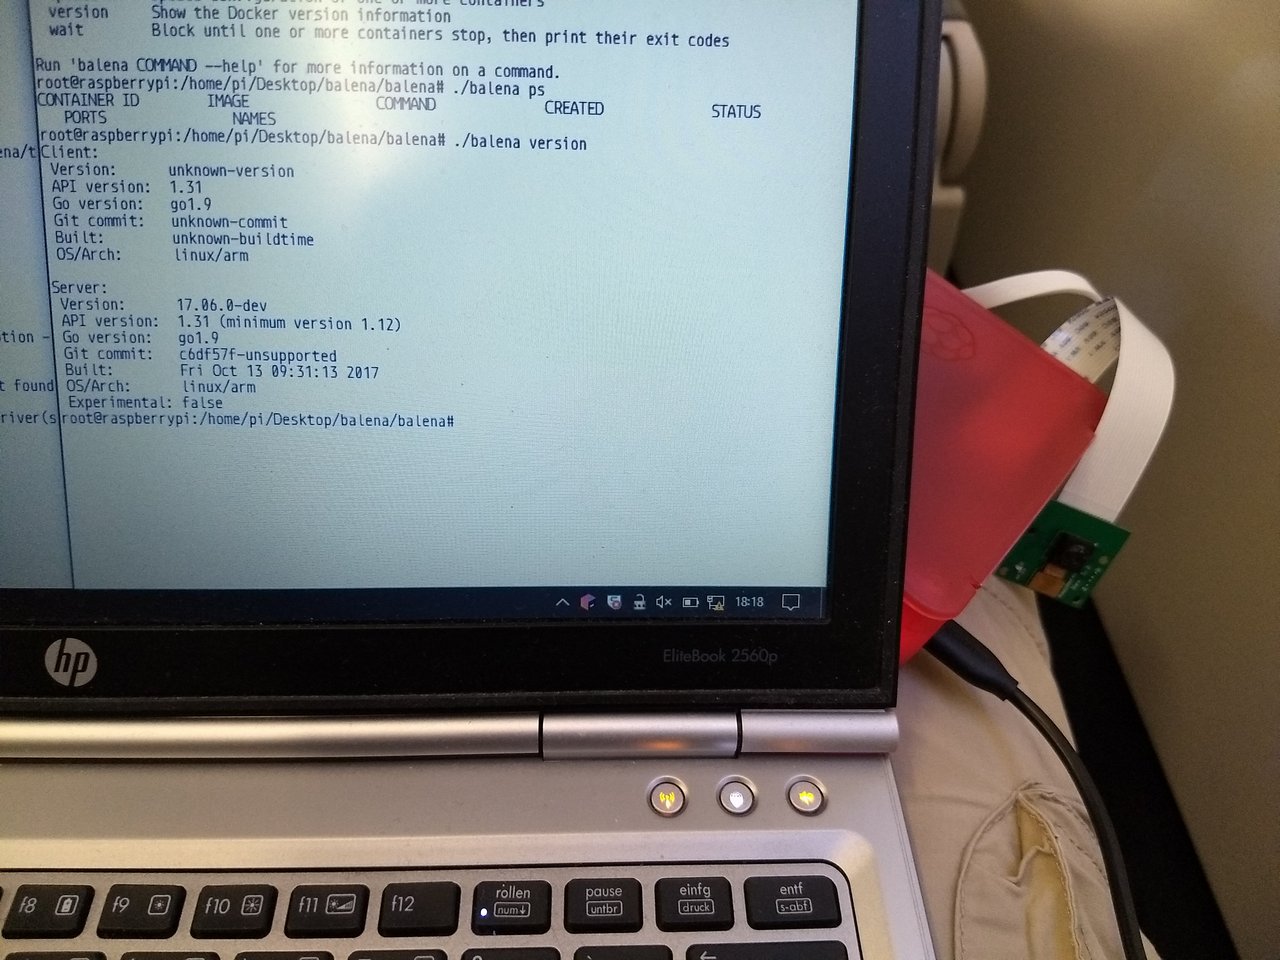 version Show the Docker version information
wait Block until one or more containers stop, then print their exit codes
Run 'balena COMMAND --help' for more information on a command.
root@raspberrypi:/home/pi/Desktop/balena/balena# ./balena ps
CONTAINER ID IMAGE COMMAND CREATED STATUS
PORTS NAMES
root@raspberrypi:/home/pi/Desktop/balena/balena# ./balena version
Client:
Version: unknown-version
API version: 1.31
Go version: go1.9
Git commit: unknown-commit
Built: unknown-buildtime
OS/Arch: linux/arm
Server:
Version: 17.06.0-dev
API version: 1.31 (minimum version 1.12)
Go version: go1.9
Git commit: c6df57f-unsupported
Built: Fri Oct 13 09:31:13 2017
OS/Arch: linux/arm
Experimental: false
root@raspberrypi:/home/pi/Desktop/balena/balena#
ena/t
tion -
t found
river(s
18:18
hp
EliteBook 2560p
f8 f9 f10 f11 f12 rollen pause einfg entf
num untbr druck s-abf